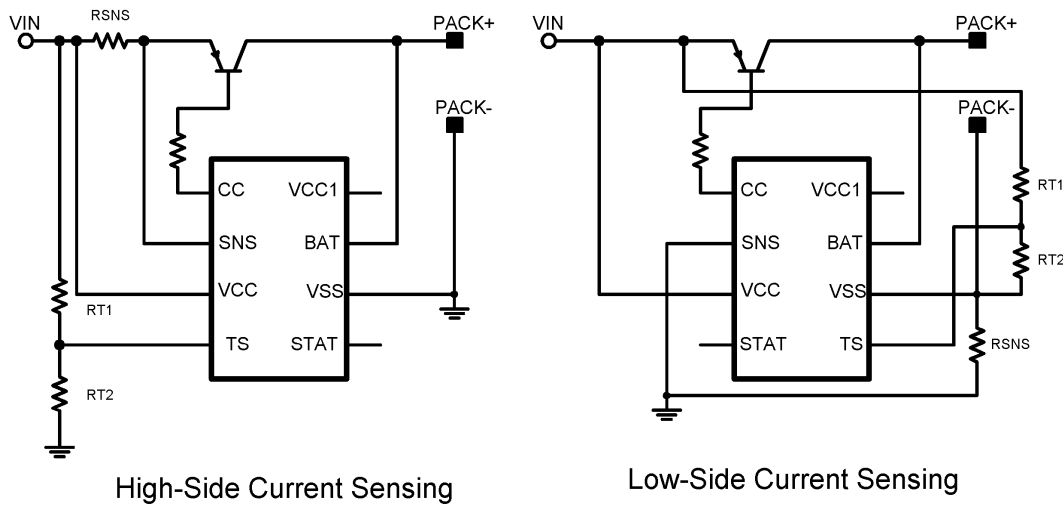 VIN
RSNS
PACK+
PACK-
CC
VCC1
SNS
BAT
VCC
VSS
RT1
TS
STAT
RT2
High-Side Current Sensing
VIN
PACK+
PACK-
CC
VCC1
RT1
SNS
BAT
RT2
VCC
VSS
STAT
TS
RSNS
Low-Side Current Sensing